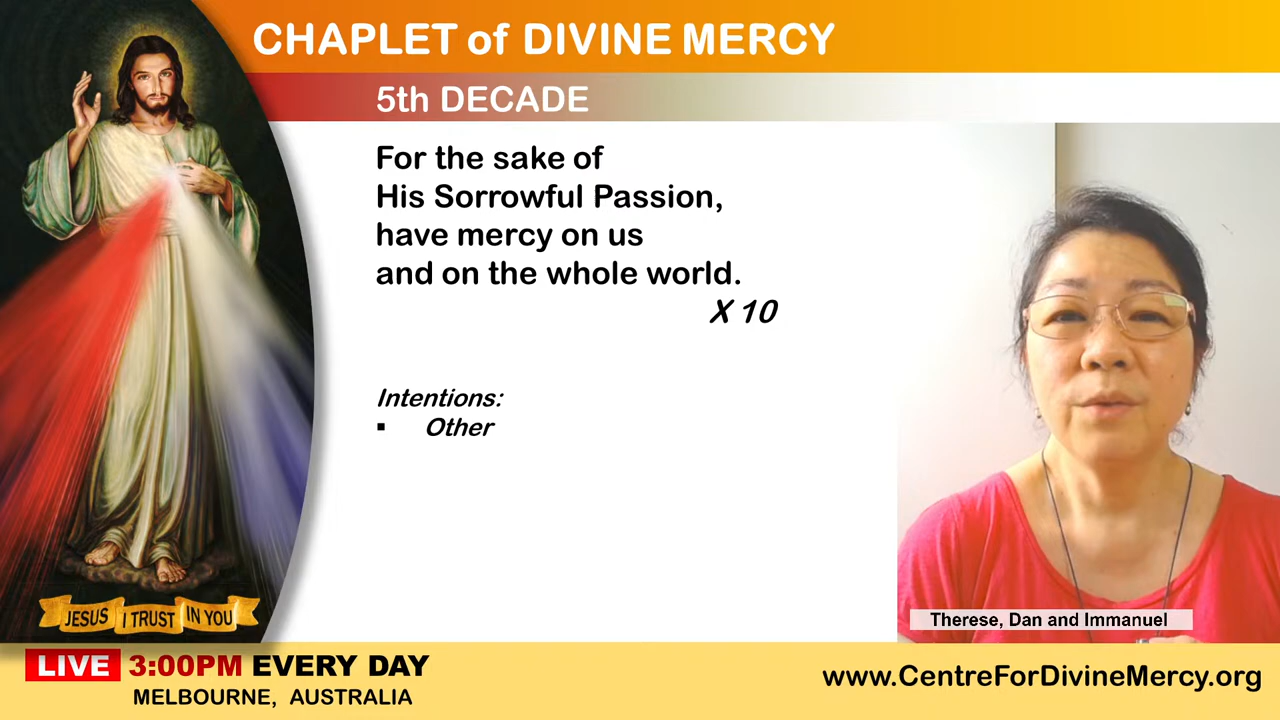 CHAPLET of DIVINE MERCY
5th DECADE
For the sake of
His Sorrowful Passion,
have mercy on us
and on the whole world.
X 10
Intentions:
▪ Other
JESUS I TRUST IN YOU
Therese, Dan and Immanuel
LIVE 3:00PM EVERY DAY
MELBOURNE, AUSTRALIA
www.CentreForDivineMercy.org